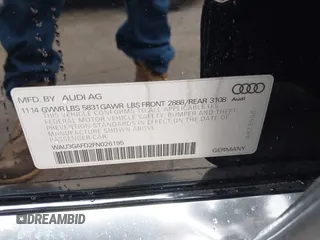 MFD. BY AUDI AG
11 14 GVWR LBS 5831 GAWR LBS FRONT 2888/REAR 3108
THIS VEHICLE CONFORMS TO ALL APPLICABLE U.S.
FEDERAL MOTOR VEHICLE SAFETY, BUMPER AND THEFT
PREVENTION STANDARDS IN EFFECT ON THE DATE OF
MANUFACTURE SHOWN ABOVE.
PASSENGER CAR
WAU3GAFD2FN026195
GERMANY
Audi
DREAMBID